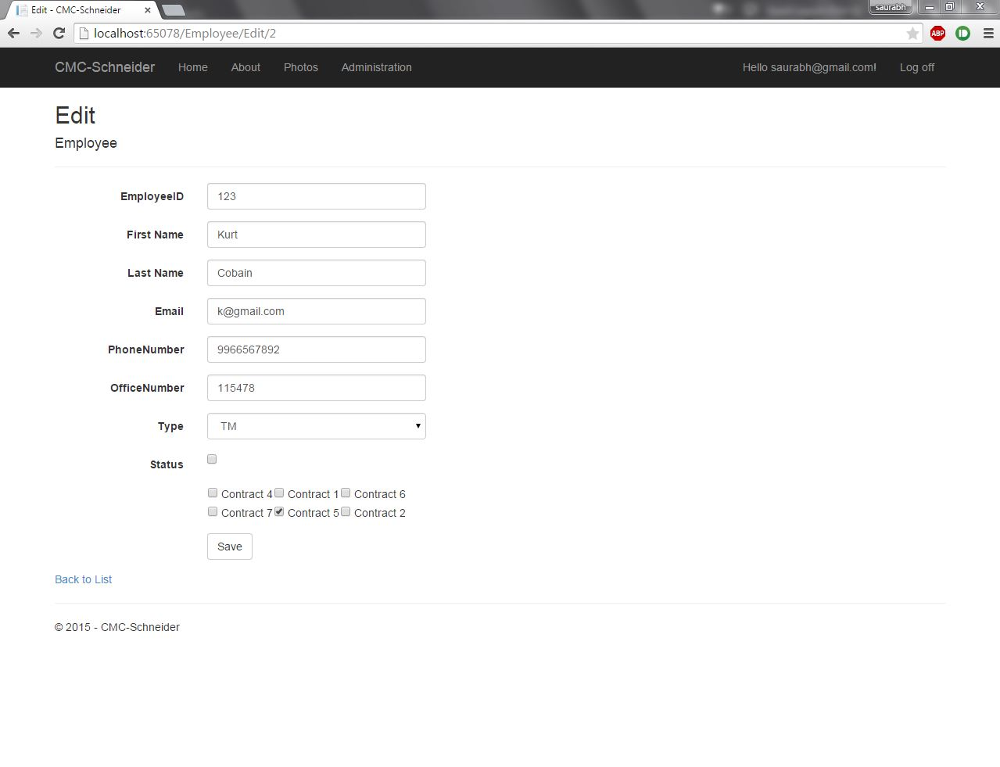 Edit - CMC-Schneider
saurabh
localhost:65078/Employee/Edit/2
ABP
CMC-Schneider Home About Photos Administration Hello saurabh@gmail.com! Log off
Edit
Employee
EmployeeID 123
First Name Kurt
Last Name Cobain
Email k@gmail.com
PhoneNumber 9966567892
OfficeNumber 115478
Type TM
Status
Contract 4 Contract 1 Contract 6
Contract 7 Contract 5 Contract 2
Save
Back to List
© 2015 - CMC-Schneider